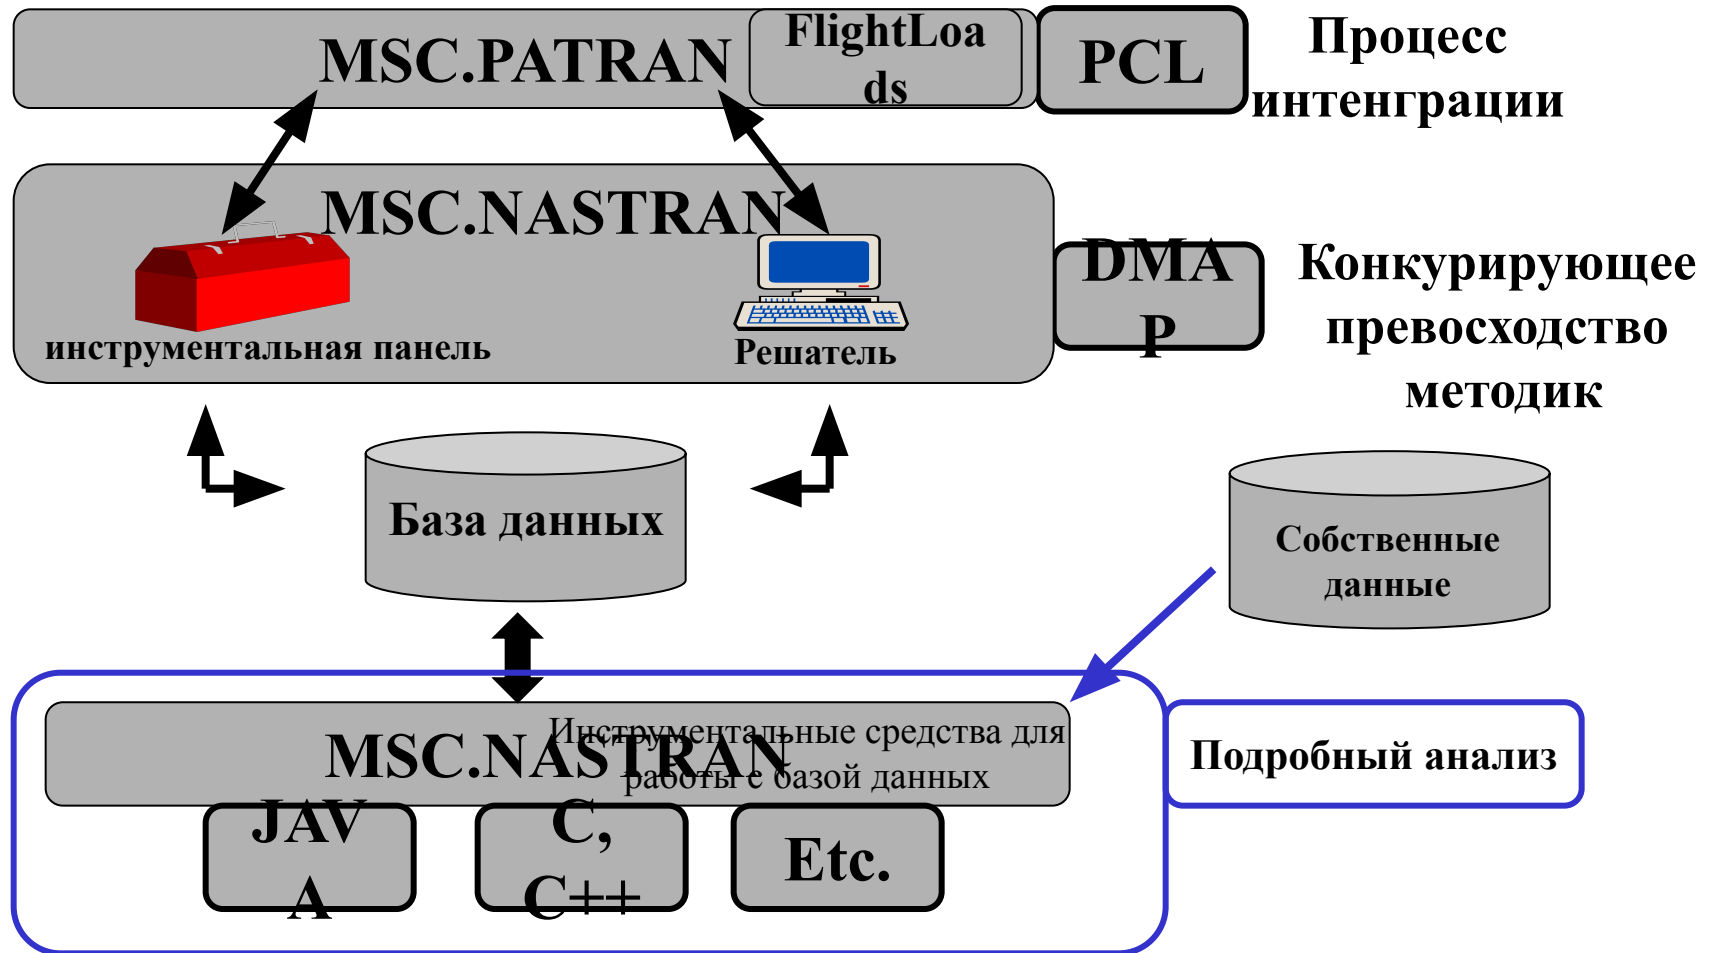 MSC.PATRAN
FlightLoa
ds
PCL
Процесс
интенграции
MSC.NASTRAN
инструментальная панель
Решатель
DMA
P
Конкурирующее
превосходство
методик
База данных
Собственные
данные
MSC.NASTRAN
Инструментальные средства для
работы с базой данных
Подробный анализ
JAV
A
C,
C++
Etc.